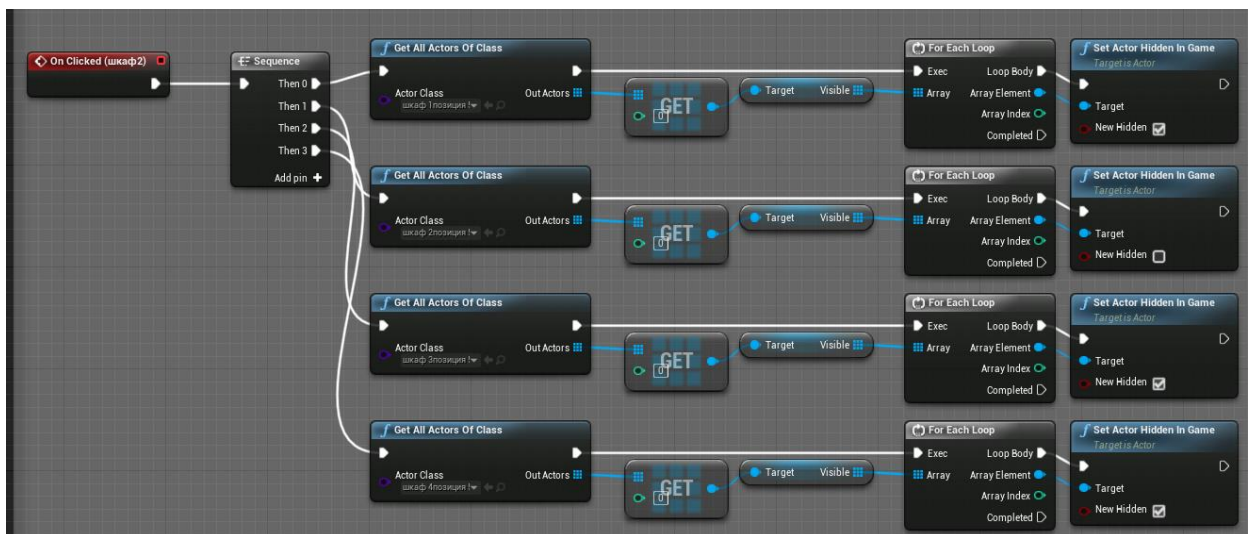 On Clicked (шкаф2)
Sequence
Then 0
Then 1
Then 2
Then 3
Add pin +
f Get All Actors Of Class
Actor Class
шкаф 1позиция !
Out Actors
GET
0
Target Visible
For Each Loop
Exec Loop Body
Array Array Element
Array Index
Completed
f Set Actor Hidden In Game
Target is Actor
Target
New Hidden
f Get All Actors Of Class
Actor Class
шкаф 2позиция !
Out Actors
GET
0
Target Visible
For Each Loop
Exec Loop Body
Array Array Element
Array Index
Completed
f Set Actor Hidden In Game
Target is Actor
Target
New Hidden
f Get All Actors Of Class
Actor Class
шкаф 3позиция !
Out Actors
GET
0
Target Visible
For Each Loop
Exec Loop Body
Array Array Element
Array Index
Completed
f Set Actor Hidden In Game
Target is Actor
Target
New Hidden
f Get All Actors Of Class
Actor Class
шкаф 4позиция !
Out Actors
GET
0
Target Visible
For Each Loop
Exec Loop Body
Array Array Element
Array Index
Completed
f Set Actor Hidden In Game
Target is Actor
Target
New Hidden